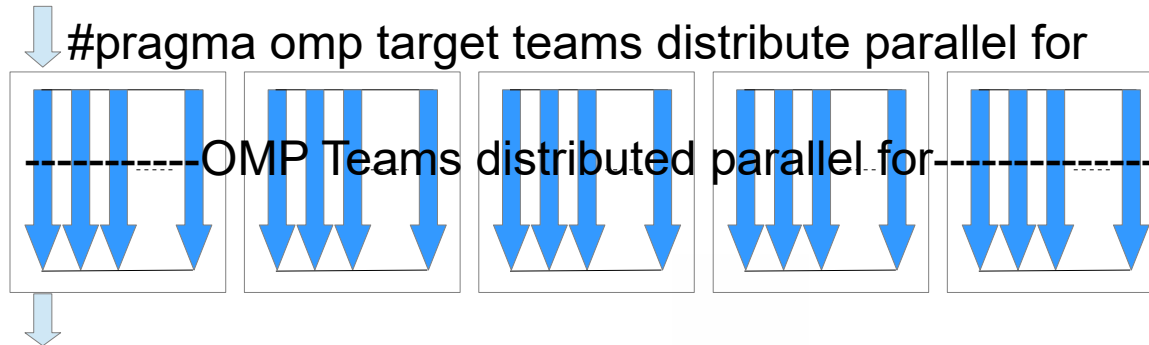 #pragma omp target teams distribute parallel for
-----------OMP Teams distributed parallel for--------------